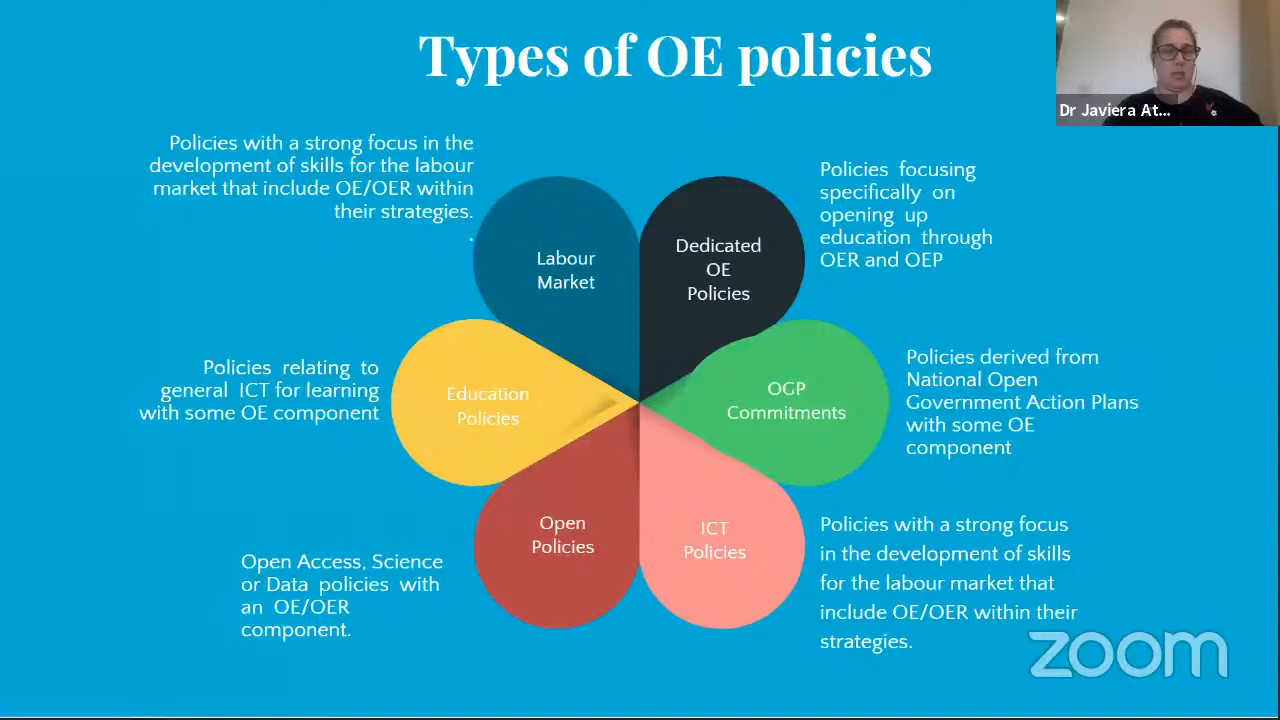 Types of OE policies
Dr Javiera At...
Policies with a strong focus in the
development of skills for the labour
market that include OE/OER within
their strategies.
.
Labour
Market
Dedicated
OE
Policies
Policies focusing
specifically on
opening up
education through
OER and OEP
Policies relating to
general ICT for learning
with some OE component
Education
Policies
OGP
Commitments
Policies derived from
National Open
Government Action Plans
with some OE
component
Open Access, Science
or Data policies with
an OE/OER
component.
Open
Policies
ICT
Policies
Policies with a strong focus
in the development of skills
for the labour market that
include OE/OER within their
strategies.
zoom